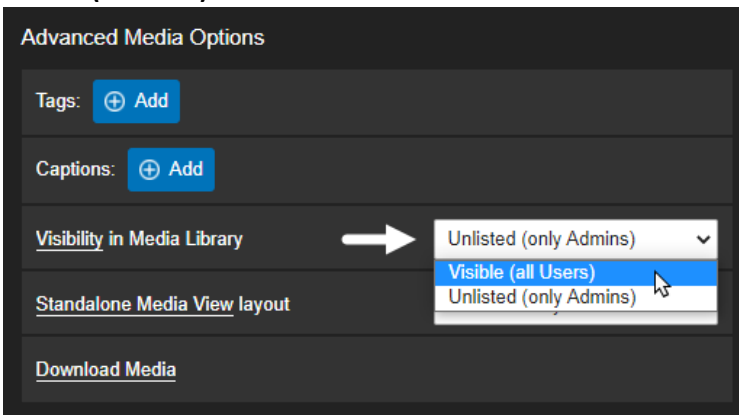 Advanced Media Options
Tags: Add
Captions: Add
Visibility in Media Library
Unlisted (only Admins)
Visible (all Users)
Unlisted (only Admins)
Standalone Media View layout
Download Media